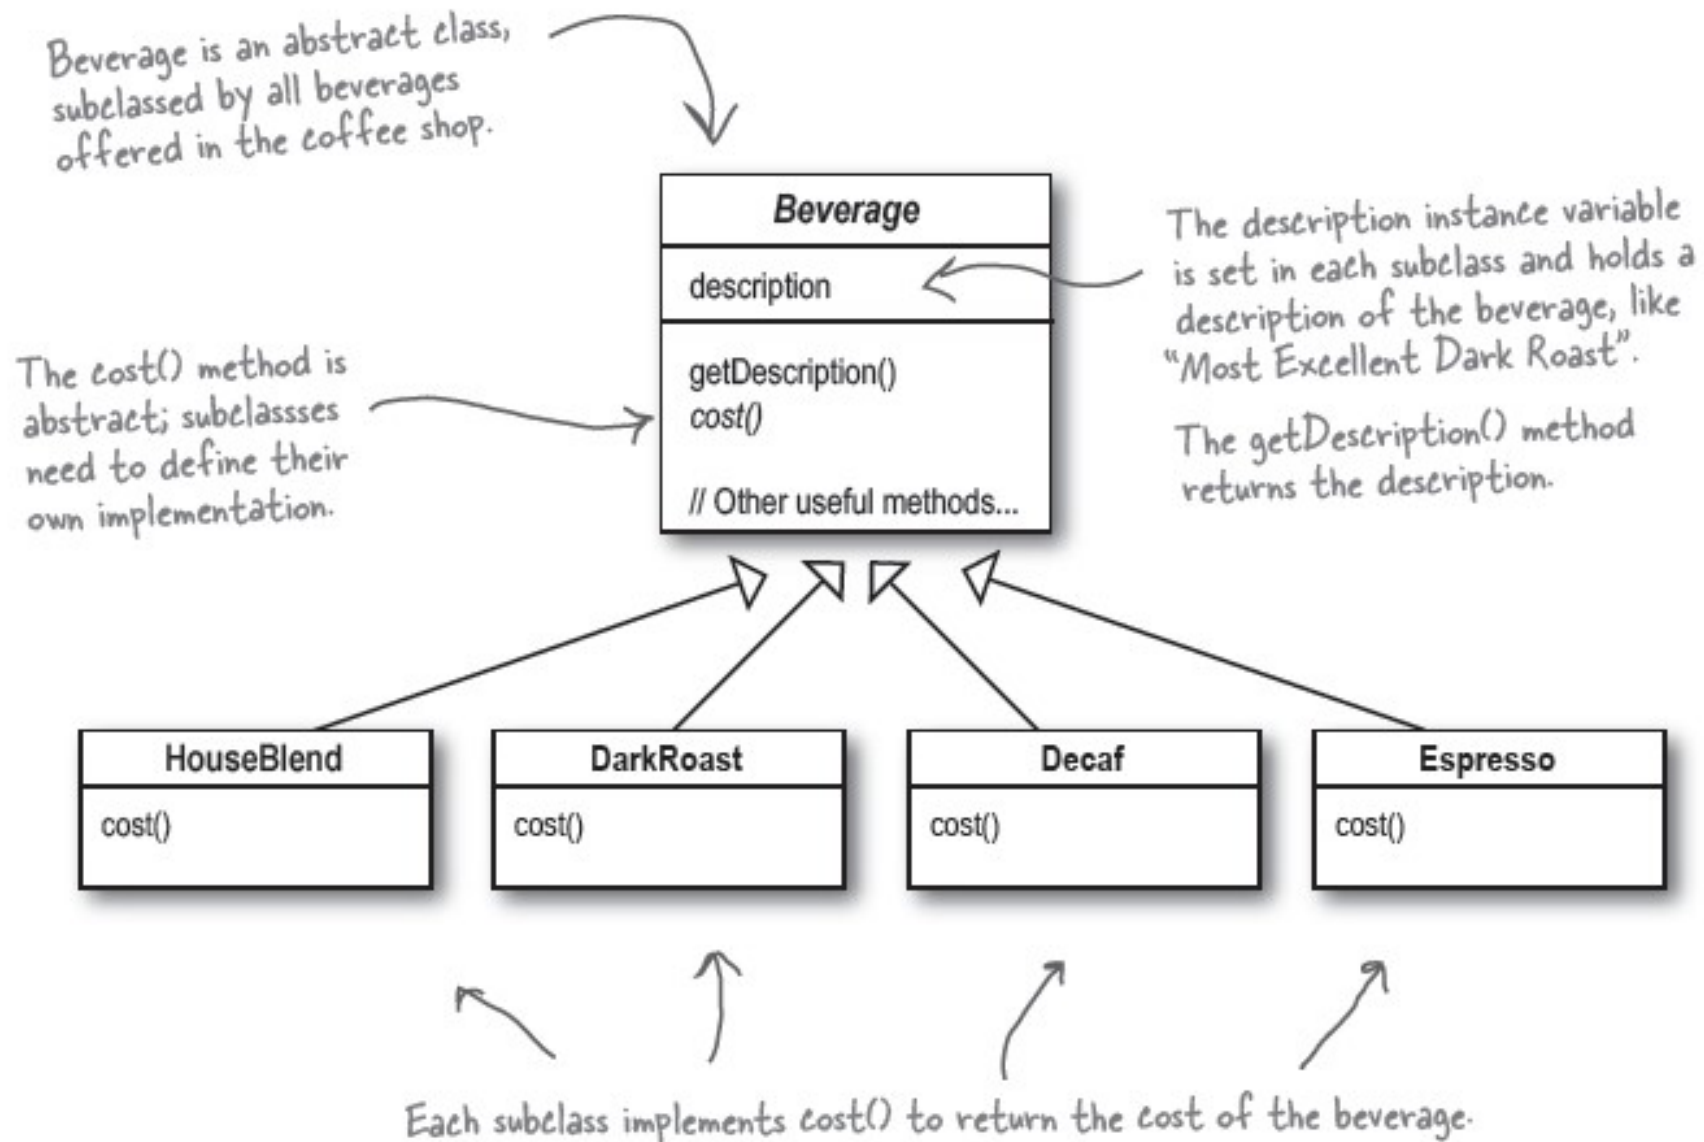 Beverage is an abstract class,
subclassed by all beverages
offered in the coffee shop.
Beverage
description
getDescription()
cost()
// Other useful methods...
The description instance variable
is set in each subclass and holds a
description of the beverage, like
“Most Excellent Dark Roast”.
The getDescription() method
returns the description.
The cost() method is
abstract; subclassses
need to define their
own implementation.
HouseBlend
cost()
DarkRoast
cost()
Decaf
cost()
Espresso
cost()
Each subclass implements cost() to return the cost of the beverage.